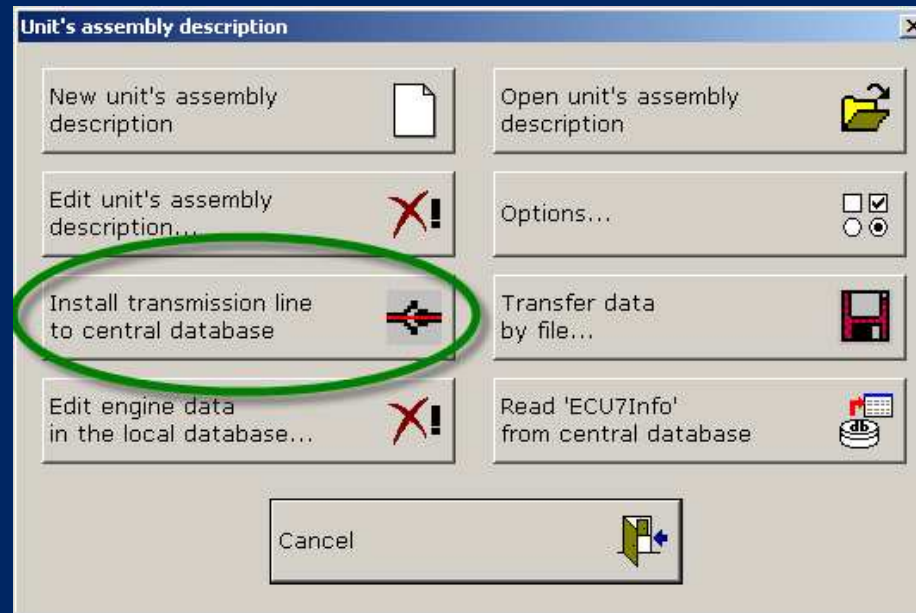 Unit's assembly description
New unit's assembly
description
Open unit's assembly
description
Edit unit's assembly
description...
Options...
Install transmission line
to central database
Transfer data
by file...
Edit engine data
in the local database...
Read 'ECU7Info'
from central database
db
Cancel